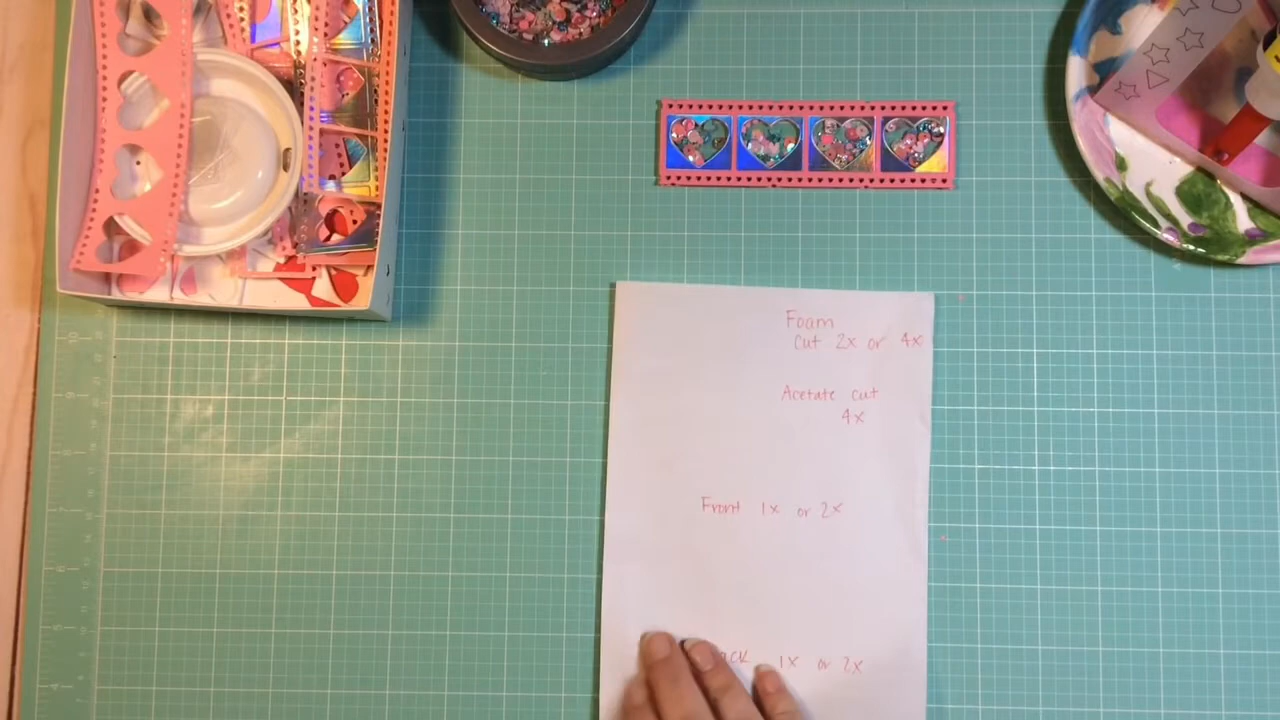 Foam
cut 2x or 4x
Acetate cut
4x
Front 1x or 2x
1x or 2x